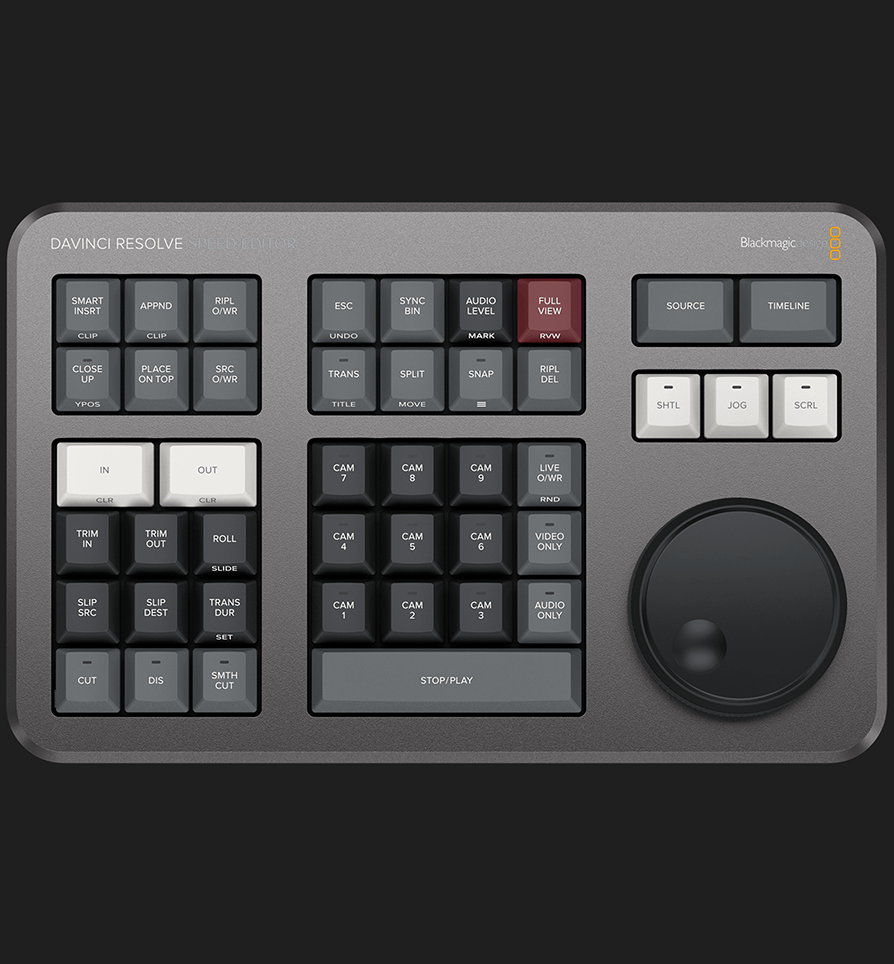 DAVINCI RESOLVE SPEED EDITOR
Blackmagicdesign
SMART
INSRT
CLIP
APPND
CLIP
RIPL
O/WR
CLOSE
UP
YPOS
PLACE
ON TOP
SRC
O/WR
ESC
UNDO
SYNC
BIN
AUDIO
LEVEL
MARK
FULL
VIEW
RVW
TRANS
TITLE
SPLIT
MOVE
SNAP
RIPL
DEL
SOURCE
TIMELINE
SHTL
JOG
SCRL
IN
CLR
OUT
CLR
TRIM
IN
TRIM
OUT
ROLL
SLIDE
SLIP
SRC
SLIP
DEST
TRANS
DUR
SET
CUT
DIS
SMTH
CUT
CAM
7
CAM
8
CAM
9
LIVE
O/WR
RND
CAM
4
CAM
5
CAM
6
VIDEO
ONLY
CAM
1
CAM
2
CAM
3
AUDIO
ONLY
STOP/PLAY